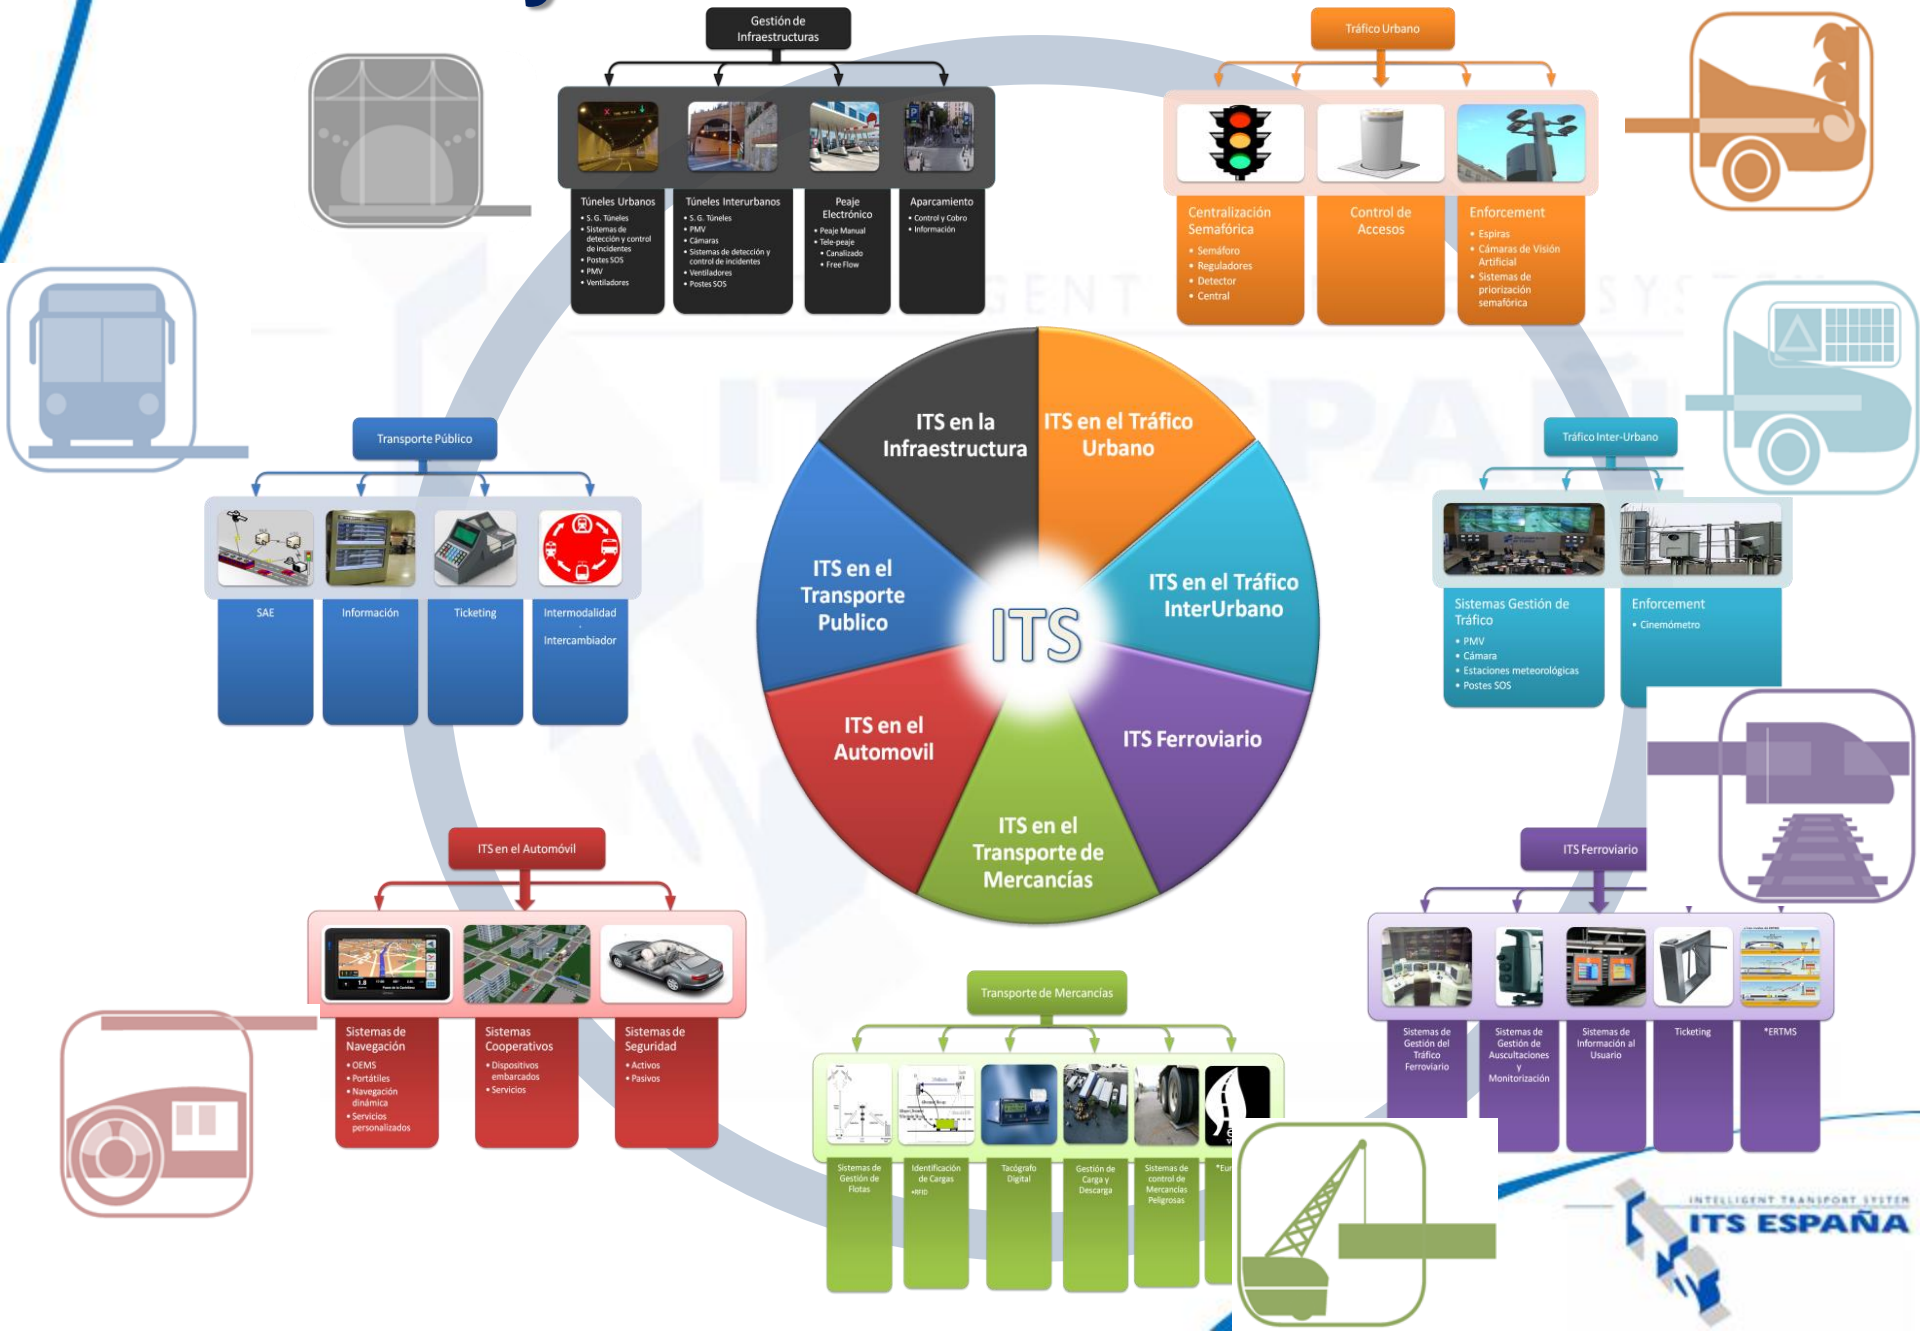 Gestión de
Infraestructuras
Túneles Urbanos
• S. G. Túneles
• Sistemas de
detección y control
de incidentes
• Postes SOS
• PMV
• Ventiladores
Túneles Interurbanos
• S. G. Túneles
• PMV
• Cámaras
• Sistemas de detección y
control de incidentes
• Ventiladores
• Postes SOS
Peaje
Electrónico
• Peaje Manual
• Tele-peaje
• Canalizado
• Free Flow
Aparcamiento
• Control y Cobro
• Información
Tráfico Urbano
Centralización
Semafórica
• Semáforo
• Reguladores
• Detector
• Central
Control de
Accesos
Enforcement
• Espiras
• Cámaras de Visión
Artificial
• Sistemas de
priorización
semafórica
Transporte Público
SAE
Información
Ticketing
Intermodalidad
-
Intercambiador
ITS en la
Infraestructura
ITS en el Tráfico
Urbano
ITS en el
Transporte
Publico
ITS en el Tráfico
InterUrbano
ITS
ITS en el
Automovil
ITS Ferroviario
ITS en el
Transporte de
Mercancías
Tráfico Inter-Urbano
Sistemas Gestión de
Tráfico
• PMV
• Cámara
• Estaciones meteorológicas
• Postes SOS
Enforcement
• Cinemómetro
ITS en el Automóvil
Sistemas de
Navegación
• OEMS
• Portátiles
• Navegación
dinámica
• Servicios
personalizados
Sistemas
Cooperativos
• Dispositivos
embarcados
• Servicios
Sistemas de
Seguridad
• Activos
• Pasivos
Transporte de Mercancías
Sistemas de
Gestión de
Flotas
Identificación
de Cargas
•RFID
Tacógrafo
Digital
Gestión de
Carga y
Descarga
Sistemas de
control de
Mercancías
Peligrosas
ITS Ferroviario
Sistemas de
Gestión del
Tráfico
Ferroviario
Sistemas de
Gestión de
Auscultaciones
y
Monitorización
Sistemas de
Información al
Usuario
Ticketing
*ERTMS
INTELLIGENT TRANSPORT SYSTEM
ITS ESPAÑA